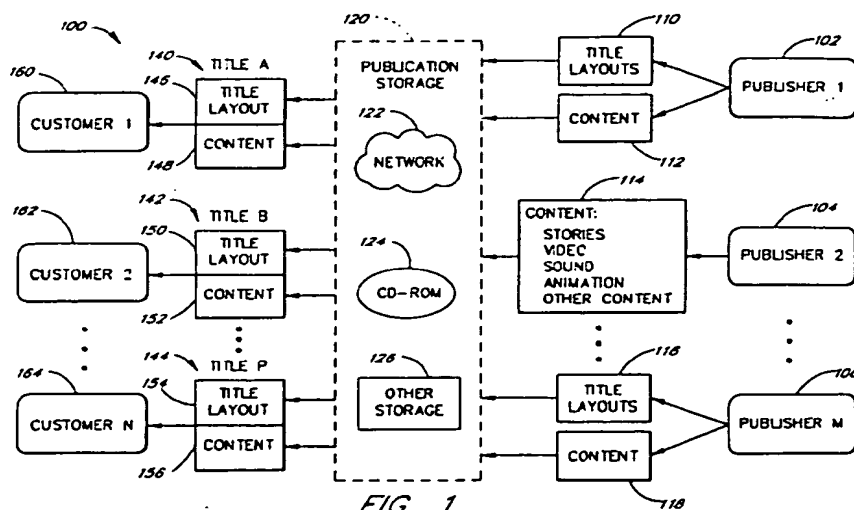 100
160
CUSTOMER 1
140
TITLE A
146
TITLE
LAYOUT
CONTENT
148
162
CUSTOMER 2
142
TITLE B
150
TITLE
LAYOUT
CONTENT
152
164
CUSTOMER N
144
TITLE P
154
TITLE
LAYOUT
CONTENT
156
120
PUBLICATION
STORAGE
122
NETWORK
124
CD-ROM
126
OTHER
STORAGE
110
TITLE
LAYOUTS
CONTENT
112
102
PUBLISHER 1
114
CONTENT:
STORIES
VIDEO
SOUND
ANIMATION
OTHER CONTENT
104
PUBLISHER 2
116
TITLE
LAYOUTS
CONTENT
118
106
PUBLISHER M
FIG. 1